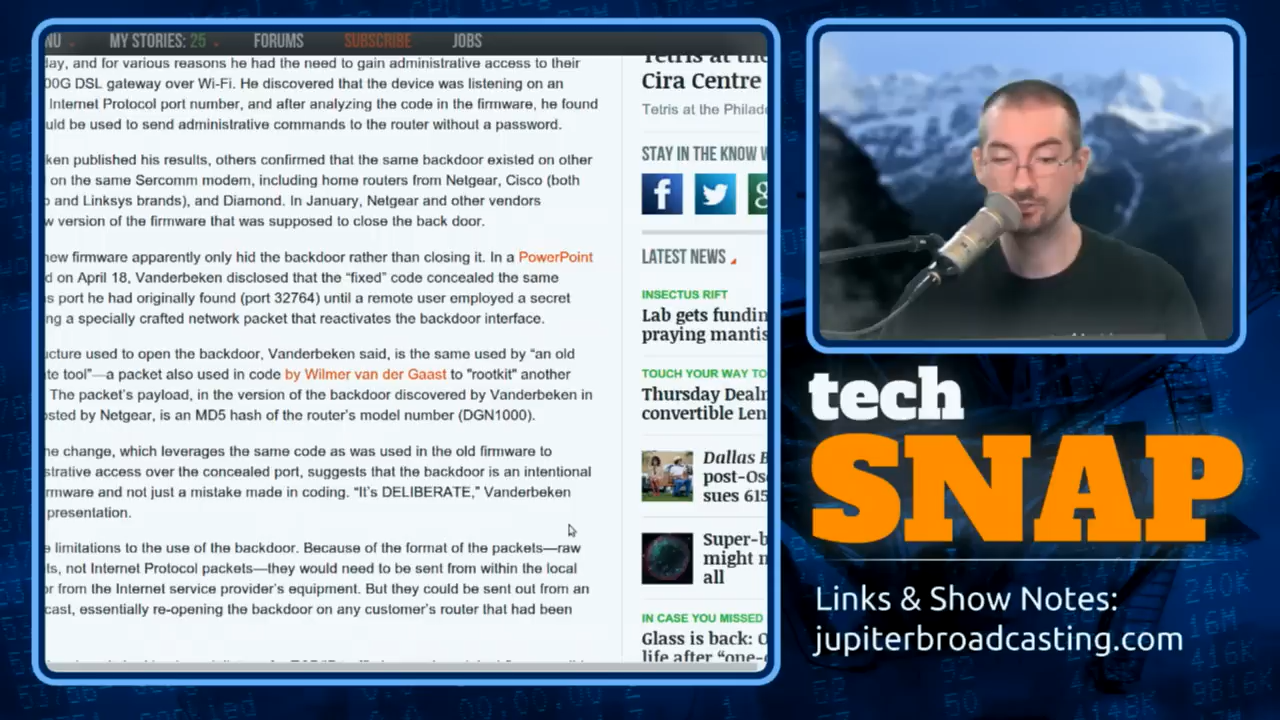 NU
MY STORIES: 25
FORUMS
SUBSCRIBE
JOBS
day, and for various reasons he had the need to gain administrative access to their
00G DSL gateway over Wi-Fi. He discovered that the device was listening on an
Internet Protocol port number, and after analyzing the code in the firmware, he found
uld be used to send administrative commands to the router without a password.
ken published his results, others confirmed that the same backdoor existed on other
on the same Sercomm modem, including home routers from Netgear, Cisco (both
o and Linksys brands), and Diamond. In January, Netgear and other vendors
w version of the firmware that was supposed to close the back door.
new firmware apparently only hid the backdoor rather than closing it. In a PowerPoint
d on April 18, Vanderbeken disclosed that the “fixed” code concealed the same
s port he had originally found (port 32764) until a remote user employed a secret
ng a specially crafted network packet that reactivates the backdoor interface.
ucture used to open the backdoor, Vanderbeken said, is the same used by “an old
te tool”—a packet also used in code by Wilmer van der Gaast to "rootkit" another
The packet’s payload, in the version of the backdoor discovered by Vanderbeken in
osted by Netgear, is an MD5 hash of the router’s model number (DGN1000).
he change, which leverages the same code as was used in the old firmware to
strative access over the concealed port, suggests that the backdoor is an intentional
rmware and not just a mistake made in coding. “It’s DELIBERATE,” Vanderbeken
presentation.
e limitations to the use of the backdoor. Because of the format of the packets—raw
ts, not Internet Protocol packets—they would need to be sent from within the local
or from the Internet service provider’s equipment. But they could be sent out from an
cast, essentially re-opening the backdoor on any customer’s router that had been
Tetris at the
Cira Centre
Tetris at the Philad
STAY IN THE KNOW W
LATEST NEWS
INSECTUS RIFT
Lab gets fundin
praying mantis
TOUCH YOUR WAY TO
Thursday Dealm
convertible Len
Dallas B
post-Os
sues 615
Super-b
might n
all
IN CASE YOU MISSED
Glass is back: O
life after “one-
tech
SNAP
Links & Show Notes:
jupiterbroadcasting.com